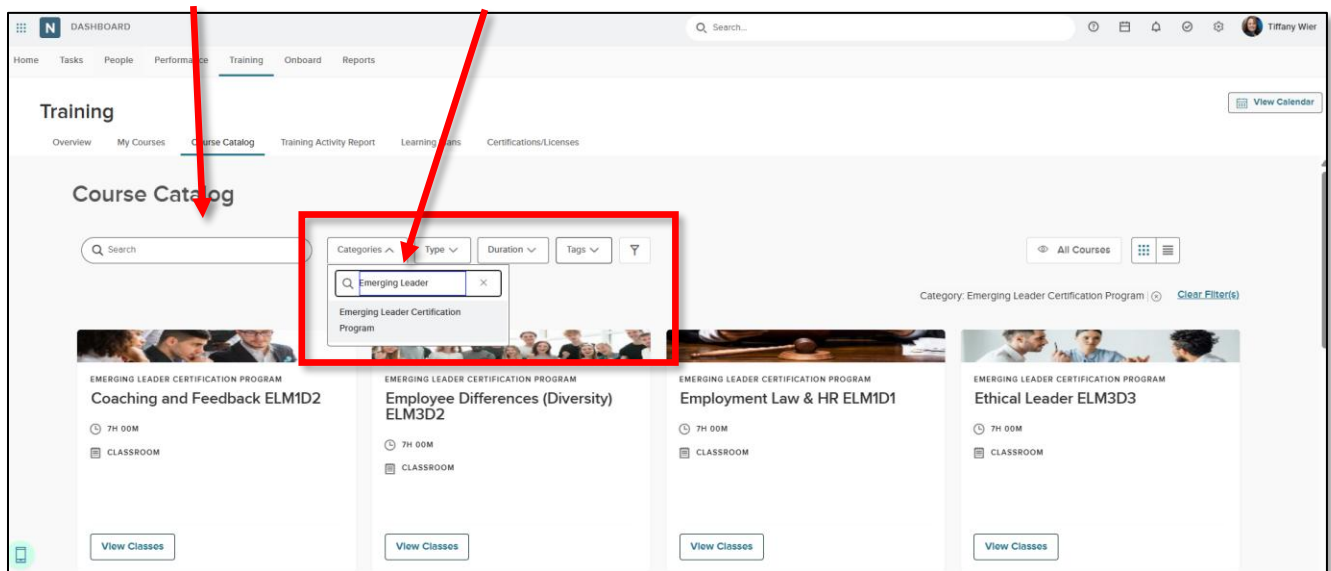 N DASHBOARD
Search...
Tiffany Wier
Home Tasks People Performance Training Onboard Reports
Training
View Calendar
Overview My Courses Course Catalog Training Activity Report Learning Plans Certifications/Licenses
Course Catalog
Search
Categories Type Duration Tags
All Courses
Emerging Leader
Category: Emerging Leader Certification Program
Clear Filter(s)
Emerging Leader Certification
Program
EMERGING LEADER CERTIFICATION PROGRAM
Coaching and Feedback ELM1D2
7H 00M
CLASSROOM
View Classes
EMERGING LEADER CERTIFICATION PROGRAM
Employee Differences (Diversity)
ELM3D2
7H 00M
CLASSROOM
View Classes
EMERGING LEADER CERTIFICATION PROGRAM
Employment Law & HR ELM1D1
7H 00M
CLASSROOM
View Classes
EMERGING LEADER CERTIFICATION PROGRAM
Ethical Leader ELM3D3
7H 00M
CLASSROOM
View Classes